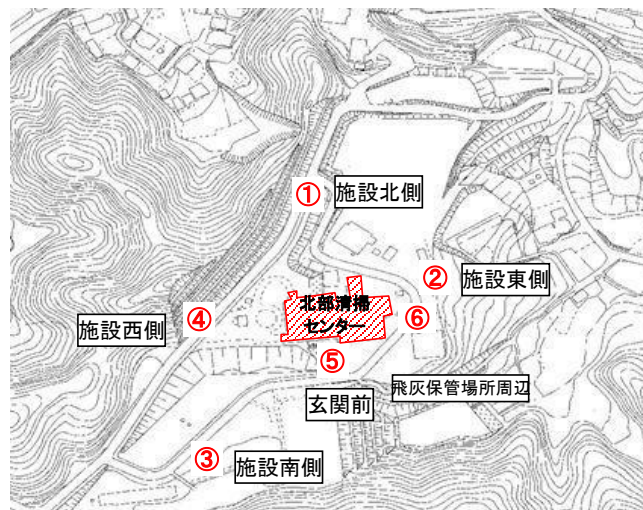 ①
施設北側
②
施設東側
北部清掃
センター
⑥
④
施設西側
⑤
飛灰保管場所周辺
玄関前
③
施設南側